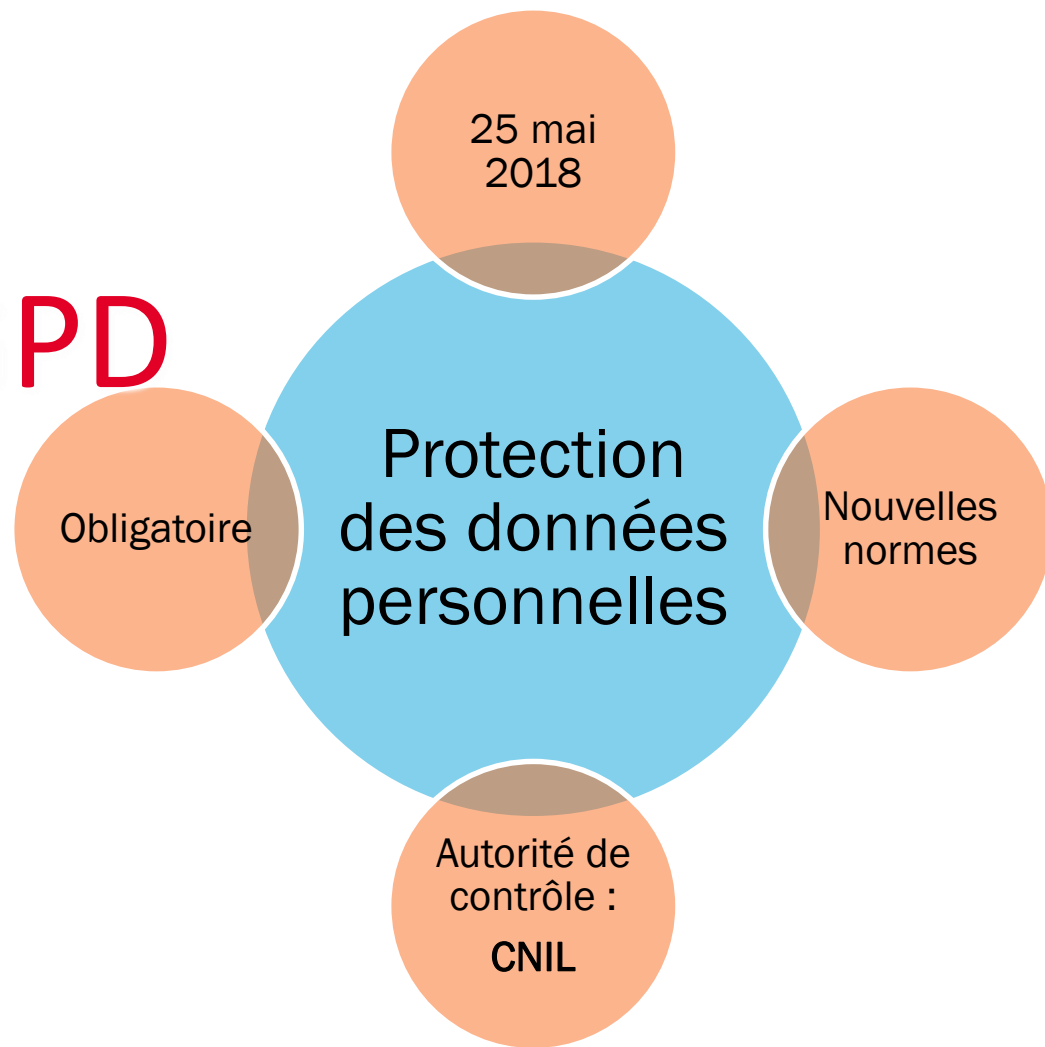 25 mai
2018
PD
Obligatoire
Protection
des données
personnelles
Nouvelles
normes
Autorité de
contrôle :
CNIL